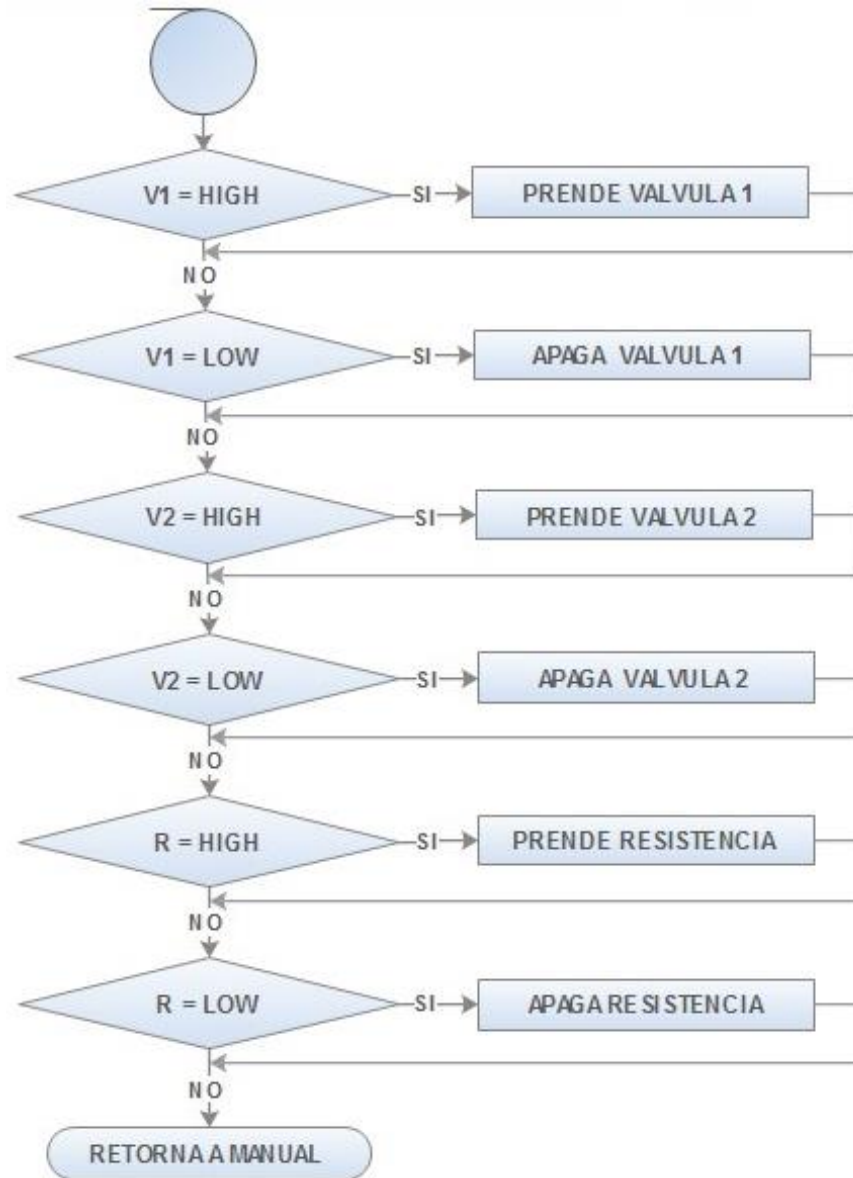 V1 = HIGH
SI
PRENDE VALVULA 1
NO
V1 = LOW
SI
APAGA VALVULA 1
NO
V2 = HIGH
SI
PRENDE VALVULA 2
NO
V2 = LOW
SI
APAGA VALVULA 2
NO
R = HIGH
SI
PRENDE RESISTENCIA
NO
R = LOW
SI
APAGA RESISTENCIA
NO
RETORNA A MANUAL